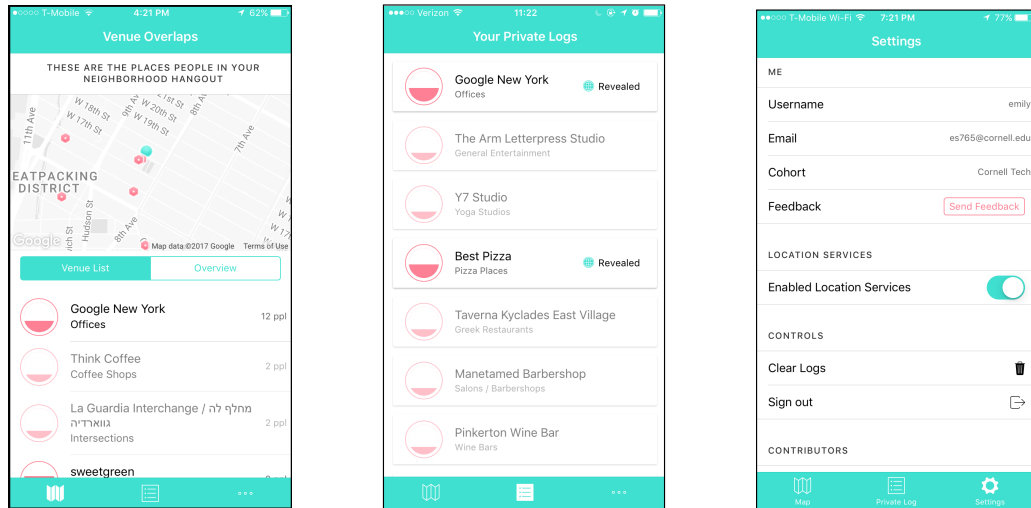 ●○○○○ T-Mobile 4:21 PM 62%
Venue Overlaps
THESE ARE THE PLACES PEOPLE IN YOUR
NEIGHBORHOOD HANGOUT
11th Ave
W 18th St
W 17th St
9th Av
W 21st St
W 20th St
W 19th St
8th Av
7th Ave
EATPACKING
DISTRICT
Hudson St
8th Ave
W 17
Google
Map data ©2017 Google Terms of Use
Venue List Overview
Google New York
Offices
12 ppl
Think Coffee
Coffee Shops
2 ppl
La Guardia Interchange / מחלף לה
גווארדיה
Intersections
2 ppl
sweetgreen
●●●○○ Verizon 11:22
Your Private Logs
Google New York
Offices
Revealed
The Arm Letterpress Studio
General Entertainment
Y7 Studio
Yoga Studios
Best Pizza
Pizza Places
Revealed
Taverna Kyclades East Village
Greek Restaurants
Manetamed Barbershop
Salons / Barbershops
Pinkerton Wine Bar
Wine Bars
●●○○○ T-Mobile Wi-Fi 7:21 PM 77%
Settings
ME
Username emily
Email es765@cornell.edu
Cohort Cornell Tech
Feedback Send Feedback
LOCATION SERVICES
Enabled Location Services
CONTROLS
Clear Logs
Sign out
CONTRIBUTORS
Map Private Log Settings